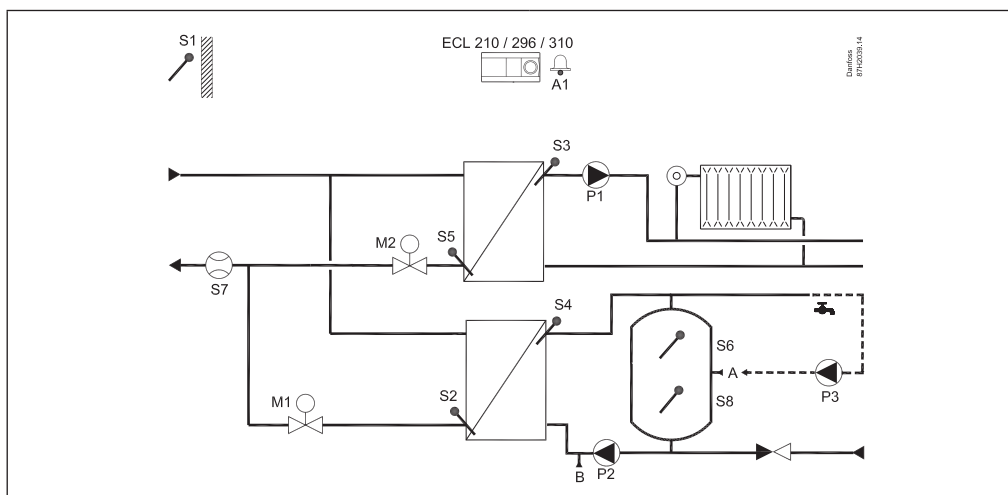 S1
ECL 210 / 296 / 310
A1
Danfoss
87H2039.14
S3
P1
M2
S5
S7
S4
S6
A
S8
P3
M1
S2
P2
B